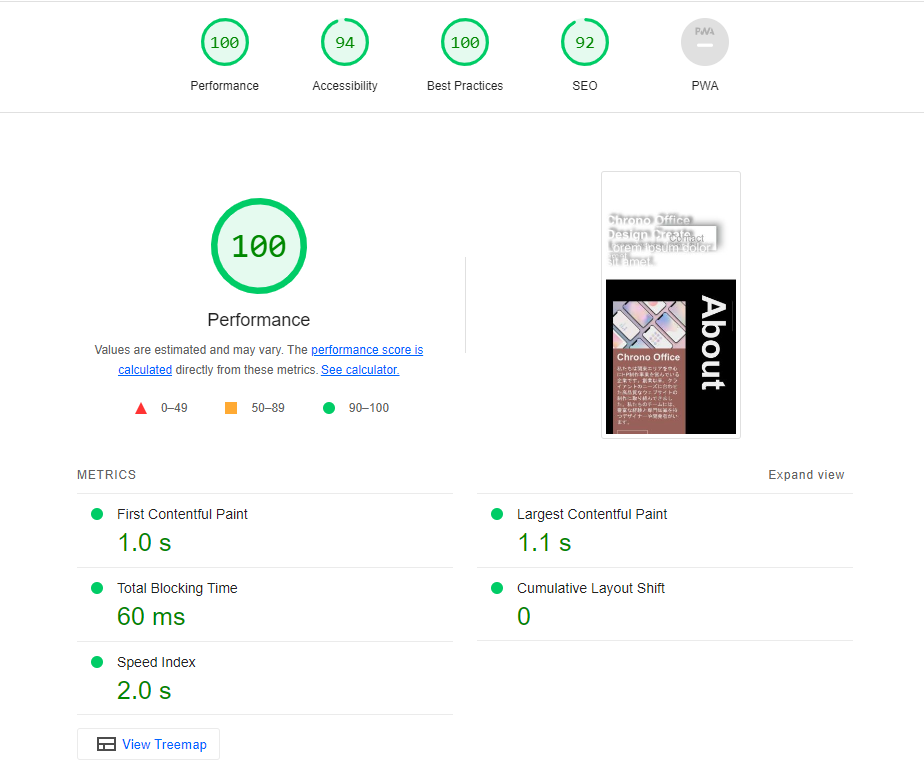 100
94
100
92
PWA
Performance
Accessibility
Best Practices
SEO
PWA
100
Performance
Values are estimated and may vary. The performance score is
calculated directly from these metrics. See calculator.
0–49
50–89
90–100
Chrono Office
Design Create
Contact
Lorem ipsum dolor
sit amet.
About
Chrono Office
METRICS
Expand view
First Contentful Paint
1.0 s
Largest Contentful Paint
1.1 s
Total Blocking Time
60 ms
Cumulative Layout Shift
0
Speed Index
2.0 s
View Treemap